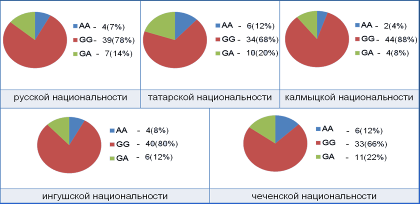 AA - 4(7%)
GG- 39(78%)
GA - 7(14%)
русской национальности
AA - 6(12%)
GG - 34(68%)
GA - 10(20%)
татарской национальности
AA - 2(4%)
GG - 44(88%)
GA - 4(8%)
калмыцкой национальности
AA - 4(8%)
GG - 40(80%)
GA - 6(12%)
ингушской национальности
AA - 6(12%)
GG - 33(66%)
GA - 11(22%)
чеченской национальности